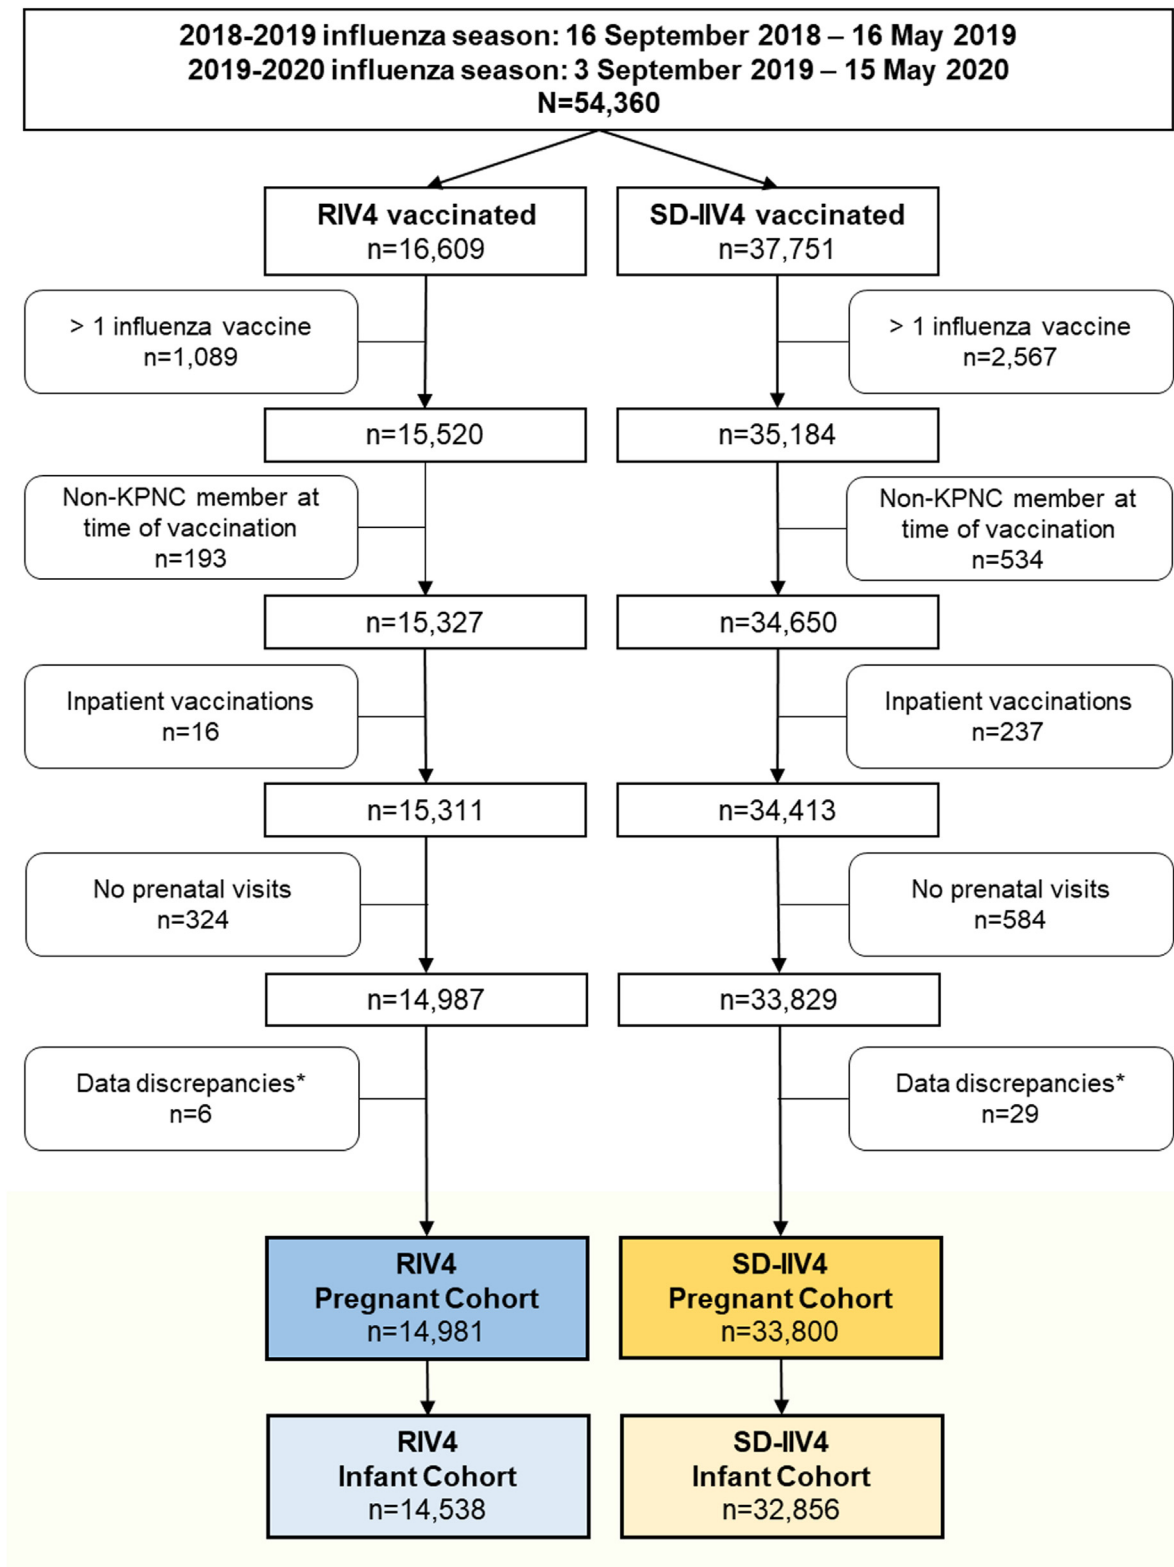 2018-2019 influenza season: 16 September 2018 – 16 May 2019
2019-2020 influenza season: 3 September 2019 – 15 May 2020
N=54,360
RIV4 vaccinated
n=16,609
SD-IIV4 vaccinated
n=37,751
> 1 influenza vaccine
n=1,089
> 1 influenza vaccine
n=2,567
n=15,520
n=35,184
Non-KPNC member at
time of vaccination
n=193
Non-KPNC member at
time of vaccination
n=534
n=15,327
n=34,650
Inpatient vaccinations
n=16
Inpatient vaccinations
n=237
n=15,311
n=34,413
No prenatal visits
n=324
No prenatal visits
n=584
n=14,987
n=33,829
Data discrepancies*
n=6
Data discrepancies*
n=29
RIV4
Pregnant Cohort
n=14,981
SD-IIV4
Pregnant Cohort
n=33,800
RIV4
Infant Cohort
n=14,538
SD-IIV4
Infant Cohort
n=32,856